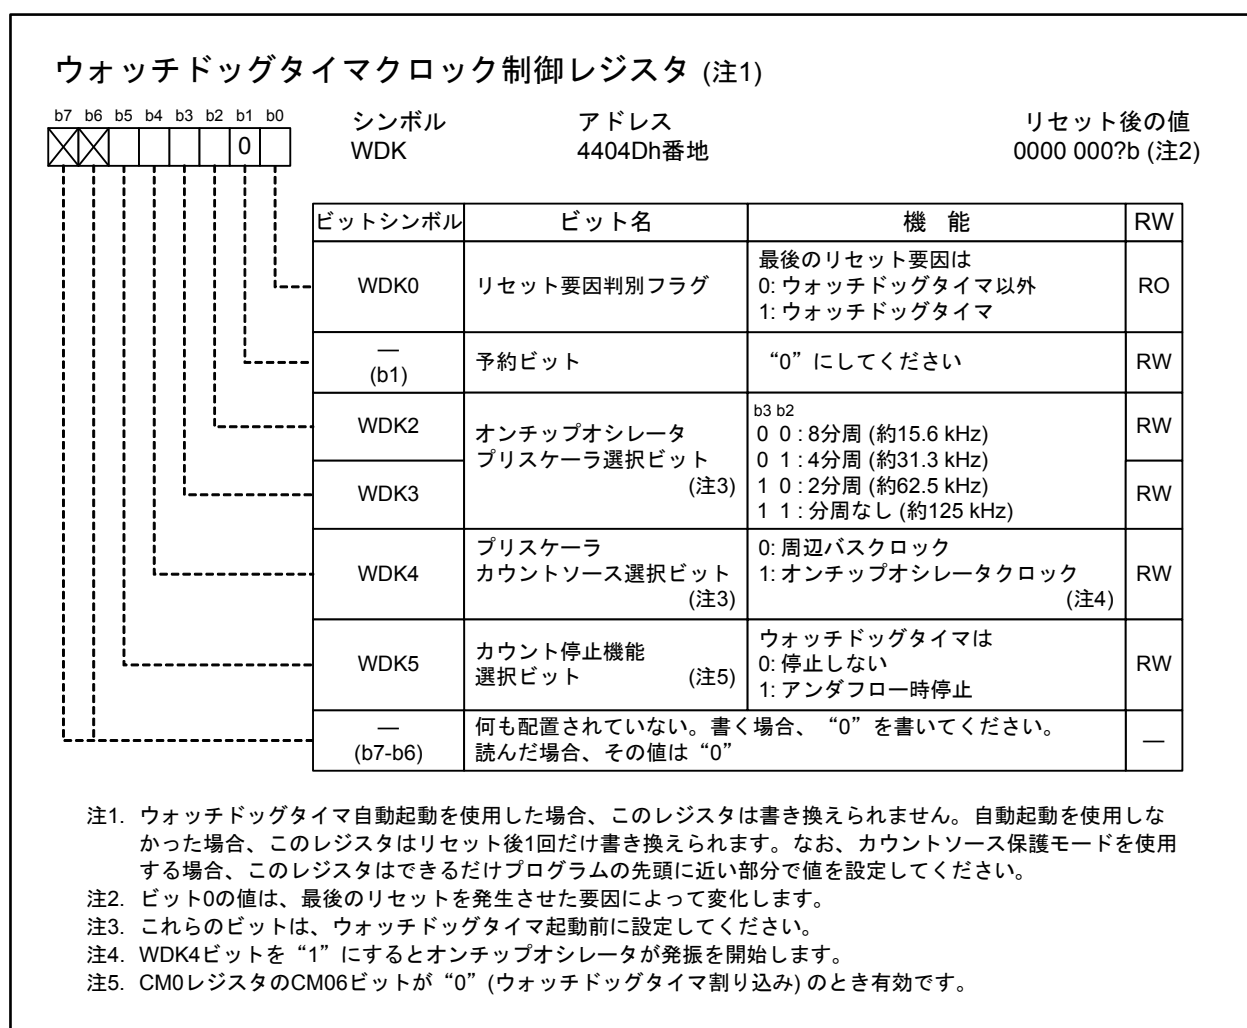 ウォッチドッグタイマクロック制御レジスタ (注1)
b7 b6 b5 b4 b3 b2 b1 b0
0
シンボル
WDK
アドレス
4404Dh番地
リセット後の値
0000 000?b (注2)
ビットシンボル ビット名 機 能 RW
WDK0
リセット要因判別フラグ
最後のリセット要因は
0: ウォッチドッグタイマ以外
1: ウォッチドッグタイマ
RO
—
(b1)
予約ビット
“0”にしてください
RW
WDK2
WDK3
オンチップオシレータ
プリスケーラ選択ビット
(注3)
b3 b2
0 0 : 8分周 (約15.6 kHz)
0 1 : 4分周 (約31.3 kHz)
1 0 : 2分周 (約62.5 kHz)
1 1 : 分周なし (約125 kHz)
RW
RW
WDK4
プリスケーラ
カウントソース選択ビット
(注3)
0: 周辺バスクロック
1: オンチップオシレータクロック
(注4)
RW
WDK5
カウント停止機能
選択ビット (注5)
ウォッチドッグタイマは
0: 停止しない
1: アンダフロー時停止
RW
—
(b7-b6)
何も配置されていない。書く場合、“0”を書いてください。
読んだ場合、その値は“0”
—
注1. ウォッチドッグタイマ自動起動を使用した場合、このレジスタは書き換えられません。自動起動を使用しな
かった場合、このレジスタはリセット後1回だけ書き換えられます。なお、カウントソース保護モードを使用
する場合、このレジスタはできるだけプログラムの先頭に近い部分で値を設定してください。
注2. ビット0の値は、最後のリセットを発生させた要因によって変化します。
注3. これらのビットは、ウォッチドッグタイマ起動前に設定してください。
注4. WDK4ビットを“1”にするとオンチップオシレータが発振を開始します。
注5. CM0レジスタのCM06ビットが“0”(ウォッチドッグタイマ割り込み) のとき有効です。